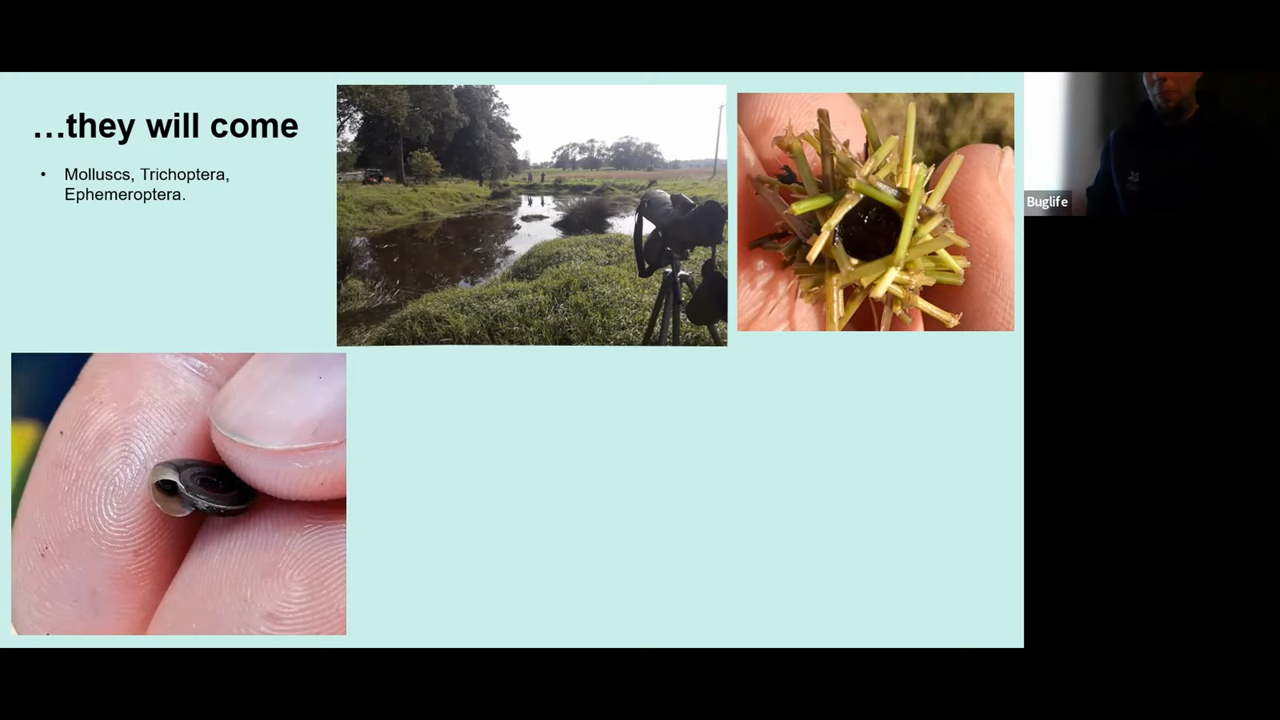 …they will come
• Molluscs, Trichoptera,
Ephemeroptera.
Buglife